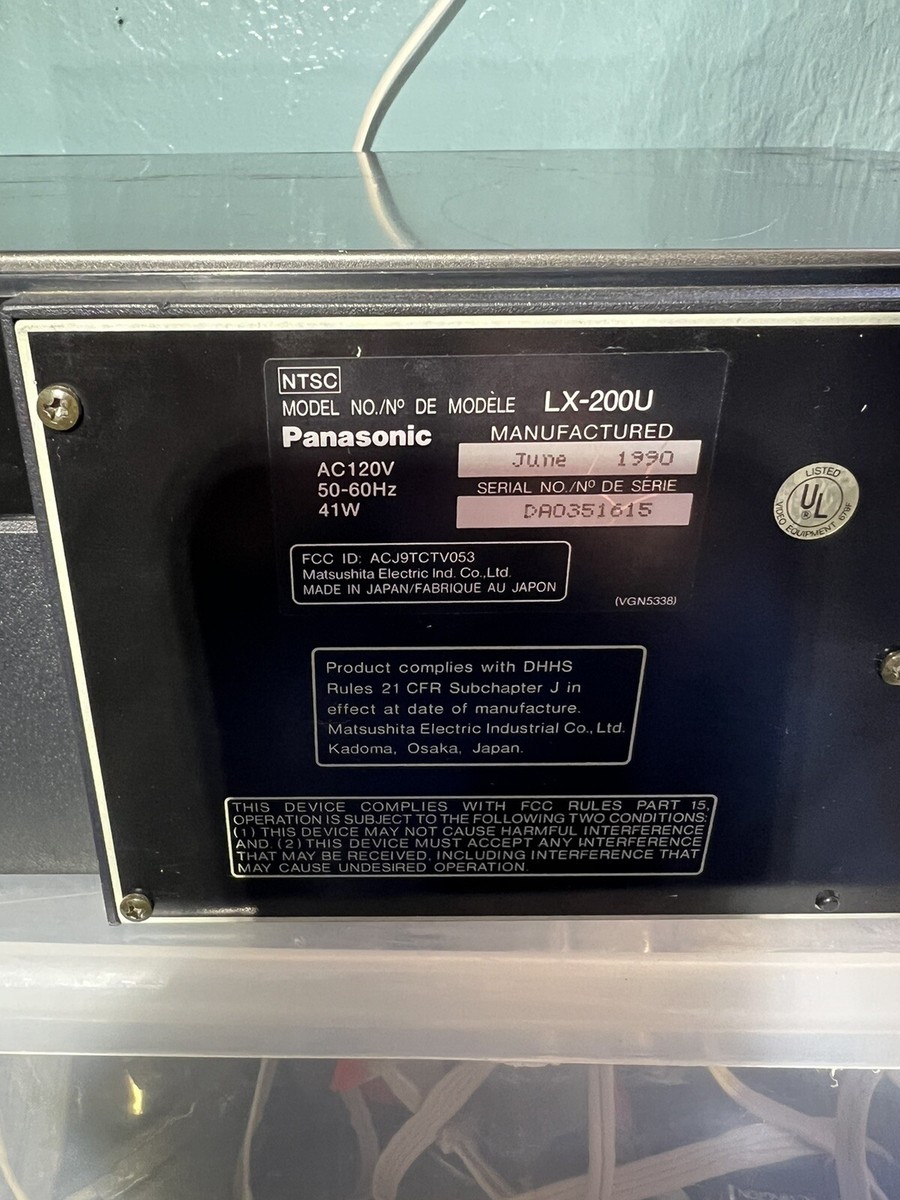 NTSC
MODEL NO./Nº DE MODÈLE LX-200U
Panasonic
MANUFACTURED
AC120V
June 1990
50-60Hz
SERIAL NO./Nº DE SÉRIE
41W
DA0351615
FCC ID: ACJ9TCTV053
Matsushita Electric Ind. Co.,Ltd.
MADE IN JAPAN/FABRIQUE AU JAPON
(VGN5338)
LISTED
UL
®
VIDEO EQUIPMENT 679F
Product complies with DHHS
Rules 21 CFR Subchapter J in
effect at date of manufacture.
Matsushita Electric Industrial Co., Ltd.
Kadoma, Osaka, Japan.
THIS DEVICE COMPLIES WITH FCC RULES PART 15,
OPERATION IS SUBJECT TO THE FOLLOWING TWO CONDITIONS:
(1) THIS DEVICE MAY NOT CAUSE HARMFUL INTERFERENCE
AND, (2) THIS DEVICE MUST ACCEPT ANY INTERFERENCE
THAT MAY BE RECEIVED, INCLUDING INTERFERENCE THAT
MAY CAUSE UNDESIRED OPERATION.